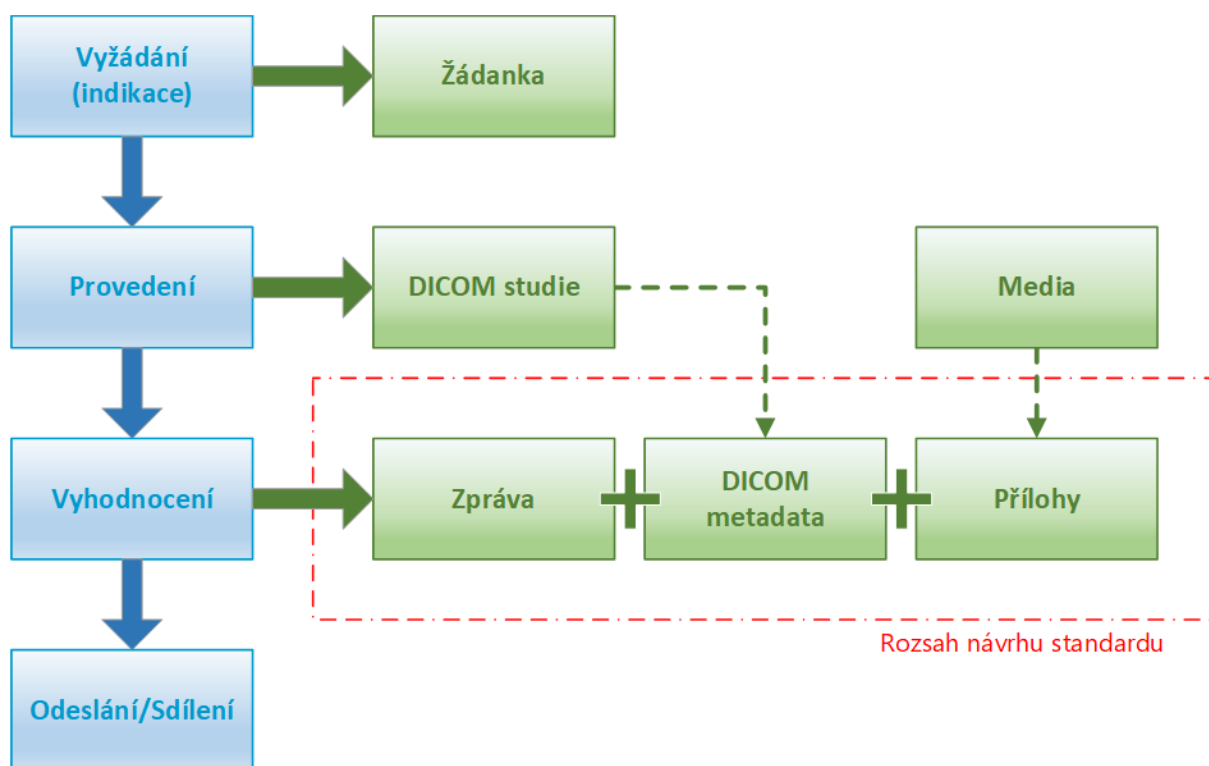 Vyžádání
(indikace)
Žádanka
Provedení
DICOM studie
Media
Vyhodnocení
Zpráva
DICOM
metadata
Přílohy
Rozsah návrhu standardu
Odeslání/Sdílení